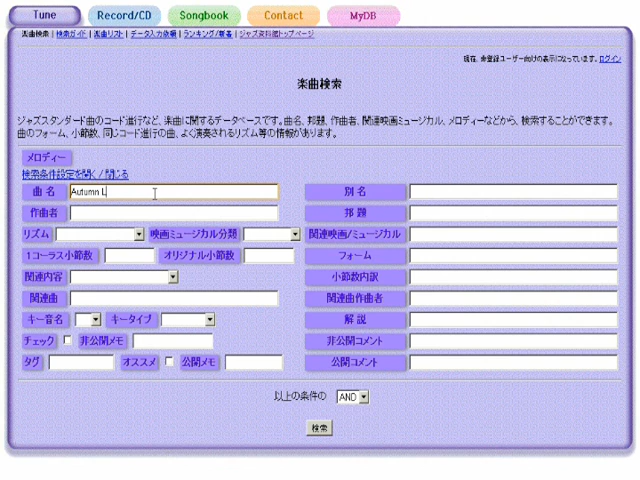 Tune Record/CD Songbook Contact MyDB
楽曲検索 | 検索ガイド | 楽曲リスト | データ入力依頼 | ランキング/新着 | ジャズ資料館トップページ
現在、未登録ユーザー向けの表示になっています。ログイン
楽曲検索
ジャズスタンダード曲のコード進行など、楽曲に関するデータベースです。曲名、邦題、作曲者、関連映画ミュージカル、メロディーなどから、検索することができます。
曲のフォーム、小節数、同じコード進行の曲、よく演奏されるリズム等の情報があります。
メロディー
検索条件設定を開く / 閉じる
曲 名 Autumn L 別 名
作曲者 邦 題
リズム 映画ミュージカル分類 関連映画/ミュージカル
1コーラス小節数 オリジナル小節数 フォーム
関連内容 小節数内訳
関連曲 関連曲作曲者
キー音名 キータイプ 解 説
チェック 非公開メモ 非公開コメント
タグ オススメ 公開メモ 公開コメント
以上の条件の AND
検索